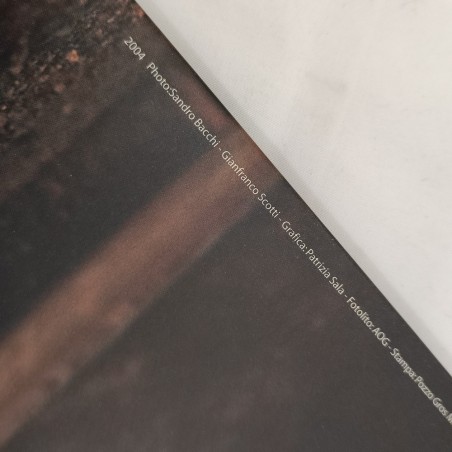 2004 Photo:Sandro Bacchi - Gianfranco Scotti - Grafica: Patrizia Sala - Fotolito: AOG - Stampa: Pozzo Gros